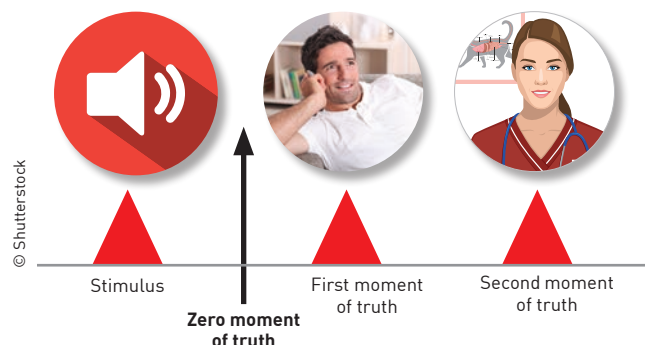 © Shutterstock
Stimulus
Zero moment
of truth
First moment
of truth
Second moment
of truth